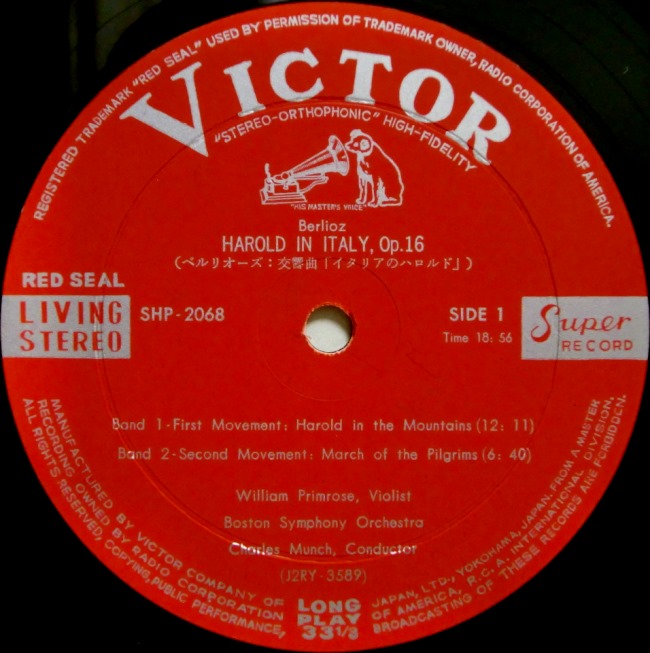 REGISTERED TRADEMARK "RED SEAL" USED BY PERMISSION OF TRADEMARK OWNER, RADIO CORPORATION OF AMERICA.
VICTOR
"STEREO-ORTHOPHONIC" HIGH-FIDELITY
"HIS MASTER'S VOICE"
Berlioz
HAROLD IN ITALY, Op.16
(ベルリオーズ:交響曲「イタリアのハロルド」)
RED SEAL
LIVING STEREO
SHP-2068
SIDE 1
Time 18: 56
Super RECORD
Band 1-First Movement: Harold in the Mountains (12: 11)
Band 2-Second Movement: March of the Pilgrims (6: 40)
William Primrose, Violist
Boston Symphony Orchestra
Charles Munch, Conductor
(J2RY-3589)
LONG PLAY 33 1/3
MANUFACTURED BY VICTOR COMPANY OF JAPAN, LTD., YOKOHAMA, JAPAN. FROM A MASTER
RECORDING OWNED BY RADIO CORPORATION OF AMERICA, R.C.A. INTERNATIONAL DIVISION.
ALL RIGHTS RESERVED, COPYING, PUBLIC PERFORMANCE, BROADCASTING OF THESE RECORDS ARE FORBIDDEN.